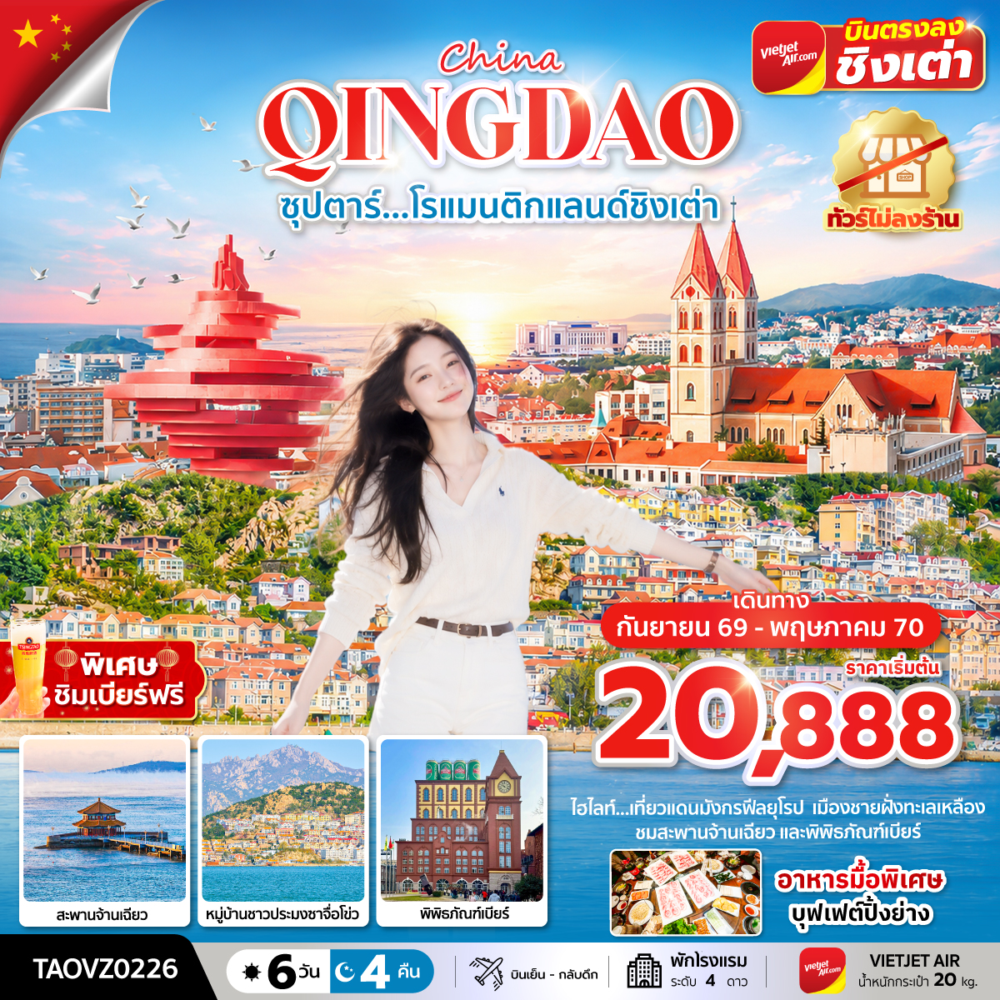 China
QINGDAO
ซุปตาร์...โรแมนติกแลนด์ชิงเต่า
vietjet Air.com
บินตรงลง
ชิงเต่า
SHOP
ทัวร์ไม่ลงร้าน
เดินทาง
กันยายน 69 - พฤษภาคม 70
ราคาเริ่มต้น
20,888
TSINGTAO
พิเศษ
ชิมเบียร์ฟรี
สะพานจ้านเฉียว
หมู่บ้านชาวประมงซาจื่อโข่ว
พิพิธภัณฑ์เบียร์
ไฮไลท์...เที่ยวแดนมังกรฟีลยุโรป เมืองชายฝั่งทะเลเหลือง
ชมสะพานจ้านเฉียว และพิพิธภัณฑ์เบียร์
อาหารมื้อพิเศษ
บุฟเฟต์ปิ้งย่าง
TAOVZ0226
6 วัน 4 คืน
บินเย็น - กลับดึก
พักโรงแรม
ระดับ 4 ดาว
vietjet Air.com
VIETJET AIR
น้ำหนักกระเป๋า 20 kg.